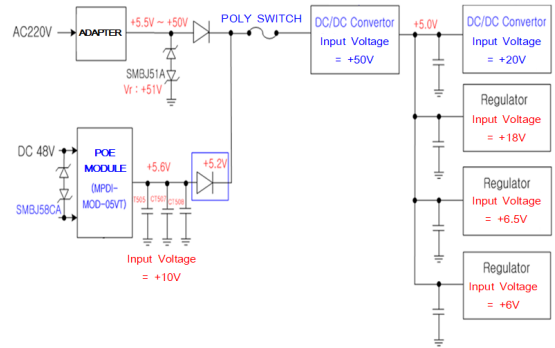 AC220V
ADAPTER
+5.5V ~ +50V
POLY SWITCH
DC/DC Convertor
Input Voltage
= +50V
+5.0V
DC/DC Convertor
Input Voltage
= +20V
SMBJ51A
Vr : +51V
Regulator
Input Voltage
= +18V
DC 48V
SMBJ58CA
POE
MODULE
(MPDI-
MOD-05VT)
+5.6V
+5.2V
CT507
CT508
Input Voltage
= +10V
Regulator
Input Voltage
= +6.5V
Regulator
Input Voltage
= +6V